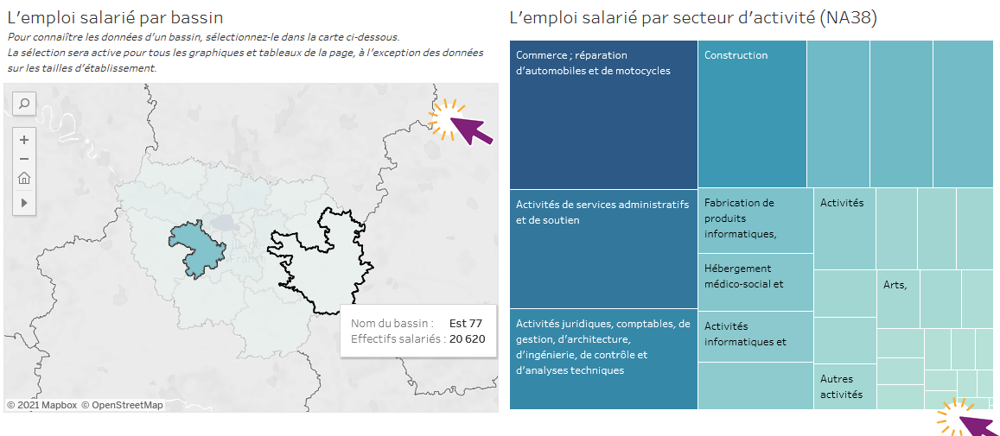 L’emploi salarié par bassin
Pour connaître les données d’un bassin, sélectionnez-le dans la carte ci-dessous.
La sélection sera active pour tous les graphiques et tableaux de la page, à l’exception des données
sur les tailles d’établissement.
Île-de-
France
Nom du bassin : Est 77
Effectifs salariés : 20 620
© 2021 Mapbox © OpenStreetMap
L’emploi salarié par secteur d’activité (NA38)
Commerce ; réparation
d’automobiles et de motocycles
Construction
Activités de services administratifs
et de soutien
Fabrication de
produits
informatiques,
Activités
Hébergement
médico-social et
Arts,
Activités juridiques, comptables, de
gestion, d’architecture,
d’ingénierie, de contrôle et
d’analyses techniques
Activités
informatiques et
Autres
activités